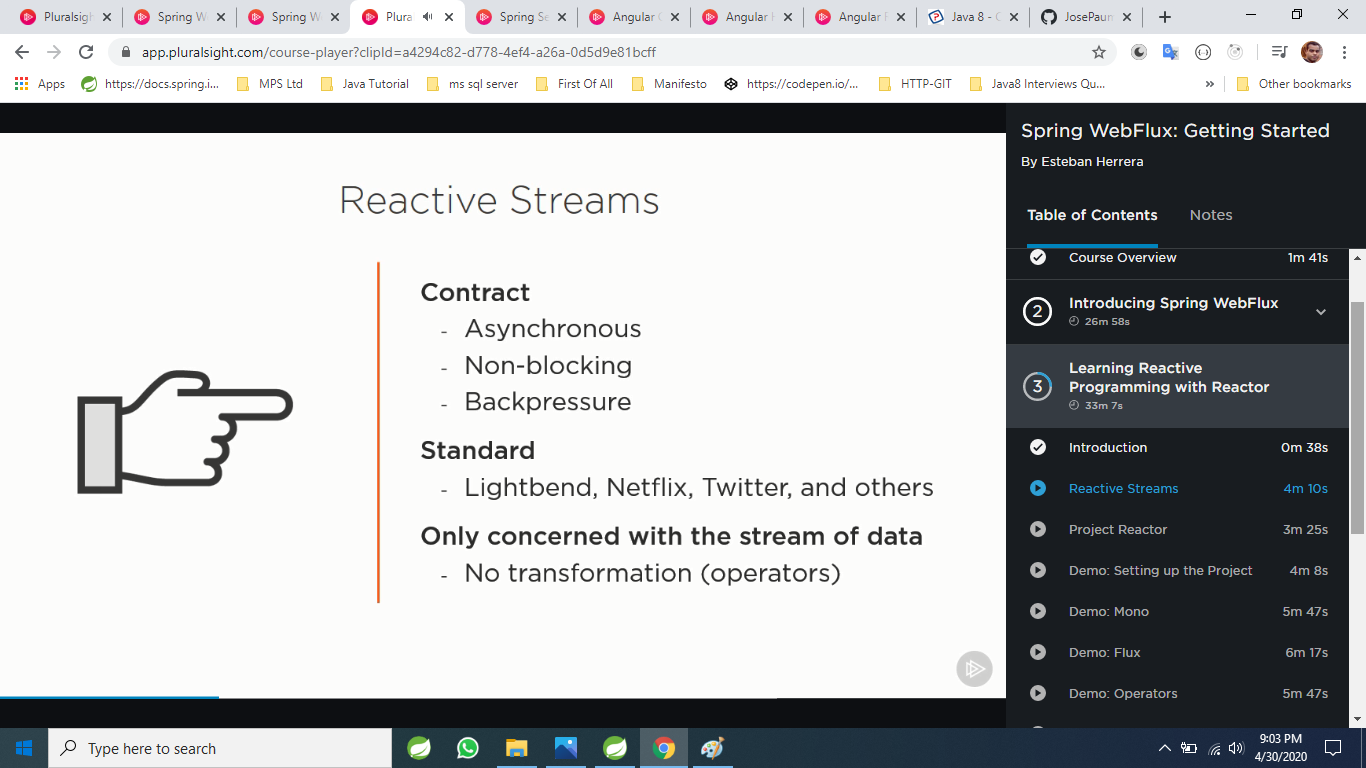 Pluralsigh
Spring W
Spring W
Plura
Spring Se
Angular
Angular
Angular
Java 8 -
JosePaun
app.pluralsight.com/course-player?clipId=a4294c82-d778-4ef4-a26a-0d5d9e81bcff
Apps
https://docs.spring.i...
MPS Ltd
Java Tutorial
ms sql server
First Of All
Manifesto
https://codepen.io/...
HTTP-GIT
Java8 Interviews Qu...
»
Other bookmarks
Reactive Streams
Contract
- Asynchronous
- Non-blocking
- Backpressure
Standard
- Lightbend, Netflix, Twitter, and others
Only concerned with the stream of data
- No transformation (operators)
Spring WebFlux: Getting Started
By Esteban Herrera
Table of Contents
Notes
Course Overview 1m 41s
2 Introducing Spring WebFlux
26m 58s
3 Learning Reactive
Programming with Reactor
33m 7s
Introduction 0m 38s
Reactive Streams 4m 10s
Project Reactor 3m 25s
Demo: Setting up the Project 4m 8s
Demo: Mono 5m 47s
Demo: Flux 6m 17s
Demo: Operators 5m 47s
Type here to search
9:03 PM
4/30/2020